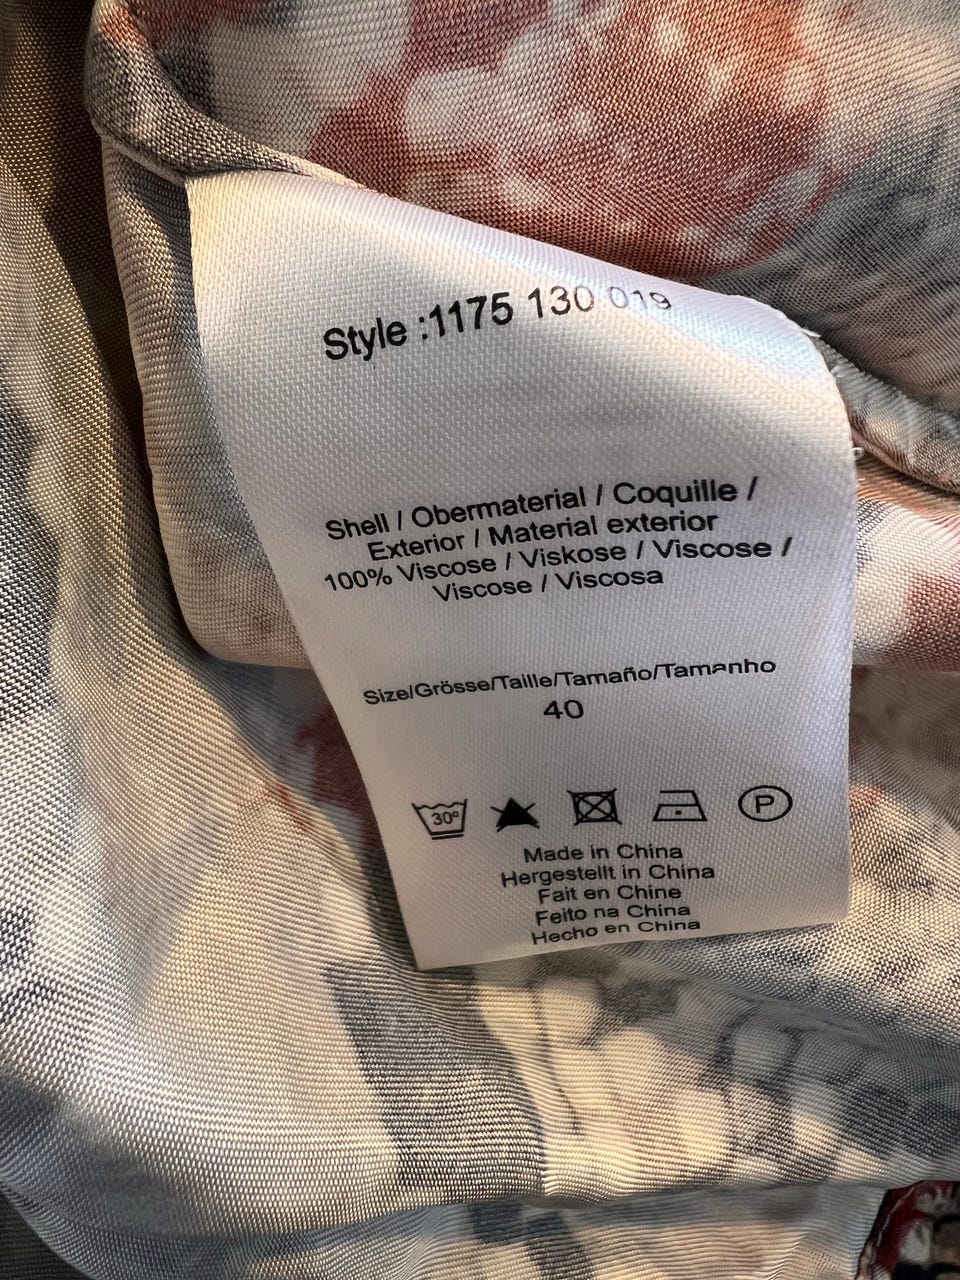 Style :1175 130 019
Shell / Obermaterial / Coquille /
Exterior / Material exterior
100% Viscose / Viskose / Viscose /
Viscose / Viscosa
Size/Grösse/Taille/Tamaño/Tamanho
40
30° P
Made in China
Hergestellt in China
Fait en Chine
Feito na China
Hecho en China